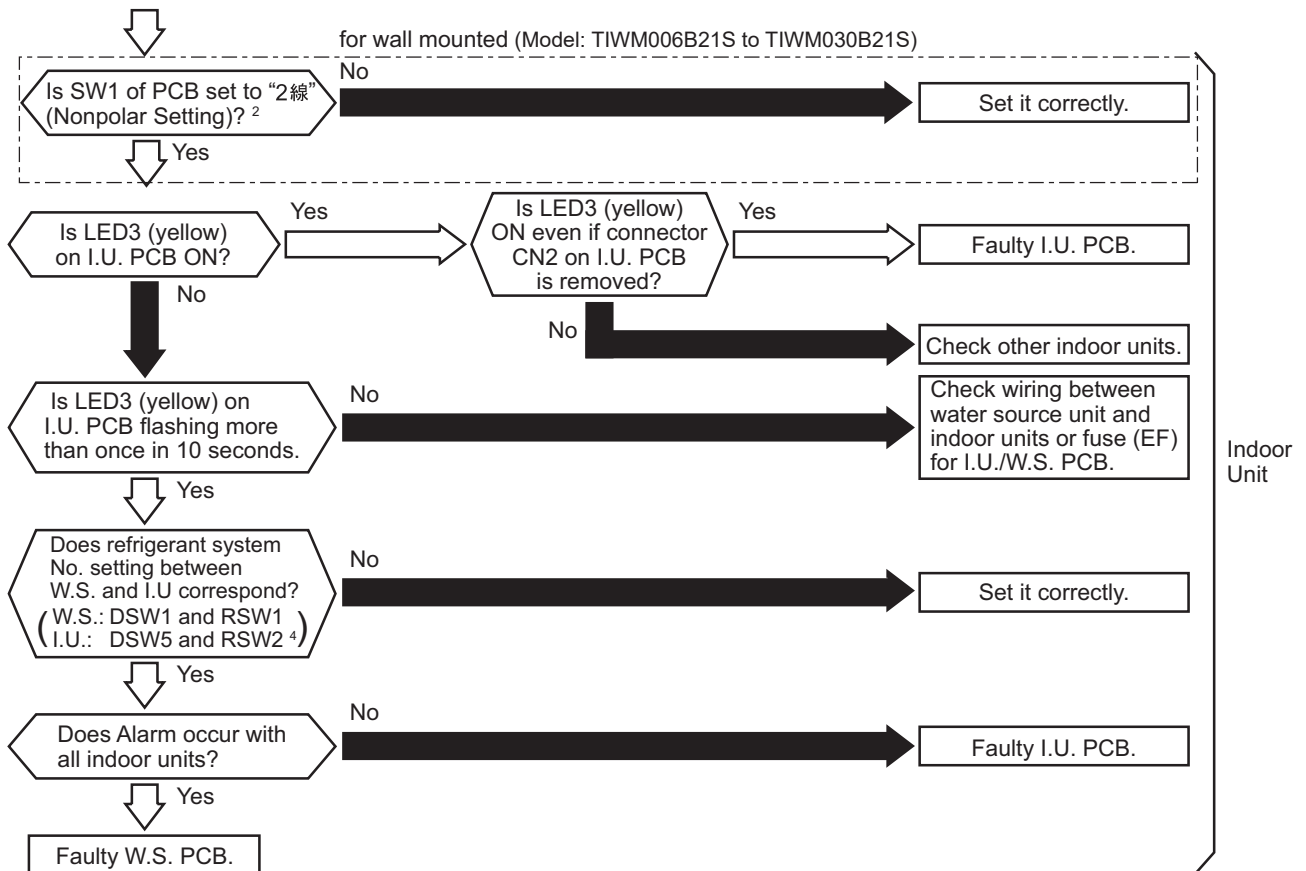 for wall mounted (Model: TIWM006B21S to TIWM030B21S)
Is SW1 of PCB set to “2線”
(Nonpolar Setting)? 2
No
Set it correctly.
Yes
Is LED3 (yellow)
on I.U. PCB ON?
Yes
Is LED3 (yellow)
ON even if connector
CN2 on I.U. PCB
is removed?
Yes
Faulty I.U. PCB.
No
No
Check other indoor units.
Is LED3 (yellow) on
I.U. PCB flashing more
than once in 10 seconds.
No
Check wiring between
water source unit and
indoor units or fuse (EF)
for I.U./W.S. PCB.
Indoor
Unit
Yes
Does refrigerant system
No. setting between
W.S. and I.U correspond?
(W.S.: DSW1 and RSW1
I.U.: DSW5 and RSW2 4)
No
Set it correctly.
Yes
Does Alarm occur with
all indoor units?
No
Faulty I.U. PCB.
Yes
Faulty W.S. PCB.